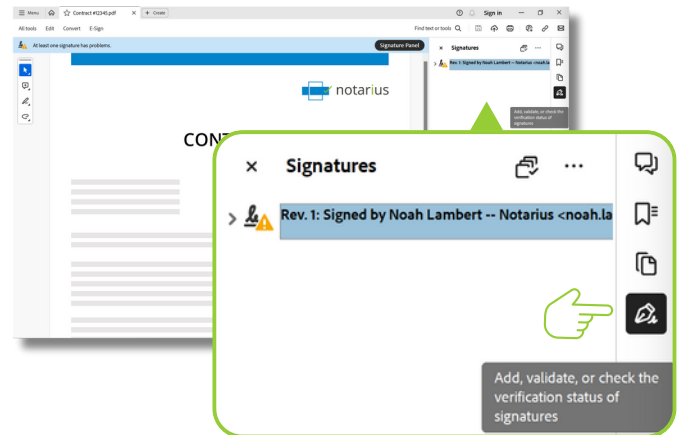 Menu
Contract #12345.pdf
+ Create
Sign in
All tools Edit Convert E-Sign
Find text or tools
At least one signature has problems.
Signature Panel
Signatures
Rev. 1: Signed by Noah Lambert -- Notarius <noah.la
notarius
Add, validate, or check the
verification status of
signatures
CONT
Signatures
Rev. 1: Signed by Noah Lambert -- Notarius <noah.la
Add, validate, or check the
verification status of
signatures